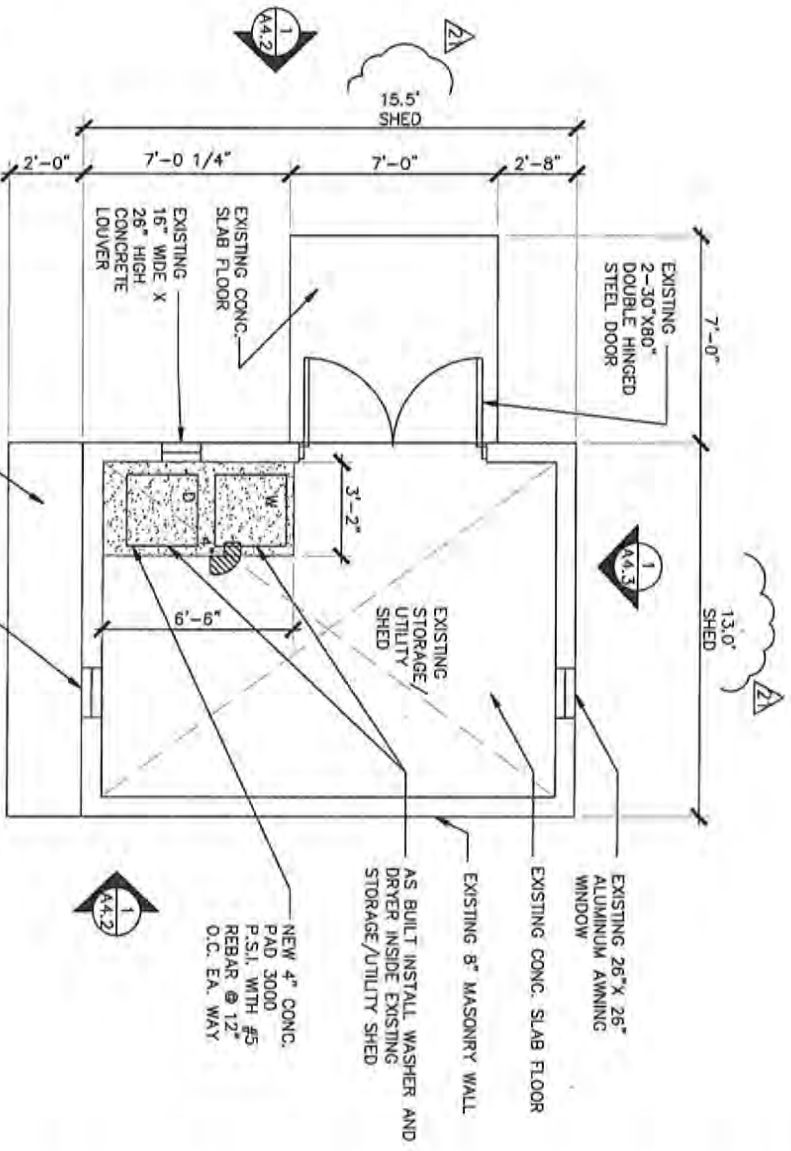 1
A4.2
2
15.5'
SHED
2'-0"
7'-0 1/4"
7'-0"
2'-8"
EXISTING
16" WIDE X
26" HIGH
CONCRETE
LOUVER
EXISTING CONC.
SLAB FLOOR
EXISTING
2-30"X80"
DOUBLE HINGED
STEEL DOOR
7'-0"
13.0'
SHED
2
1
A4.3
3'-2"
W
D
6'-6"
EXISTING
STORAGE/
UTILITY
SHED
EXISTING 26"X 26"
ALUMINUM AWNING
WINDOW
EXISTING CONC. SLAB FLOOR
EXISTING 8" MASONRY WALL
AS BUILT INSTALL WASHER AND
DRYER INSIDE EXISTING
STORAGE/UTILITY SHED
NEW 4" CONC.
PAD 3000
P.S.I. WITH #5
REBAR @ 12"
O.C. EA. WAY
1
A4.2